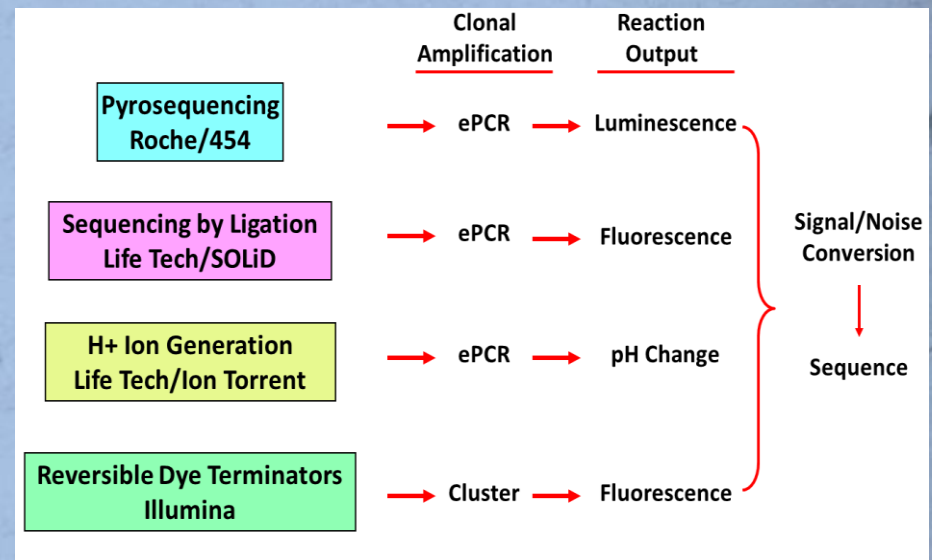 Clonal
Amplification
Reaction
Output
Pyrosequencing
Roche/454
ePCR
Luminescence
Sequencing by Ligation
Life Tech/SOLiD
ePCR
Fluorescence
Signal/Noise
Conversion
H+ Ion Generation
Life Tech/Ion Torrent
ePCR
pH Change
Sequence
Reversible Dye Terminators
Illumina
Cluster
Fluorescence